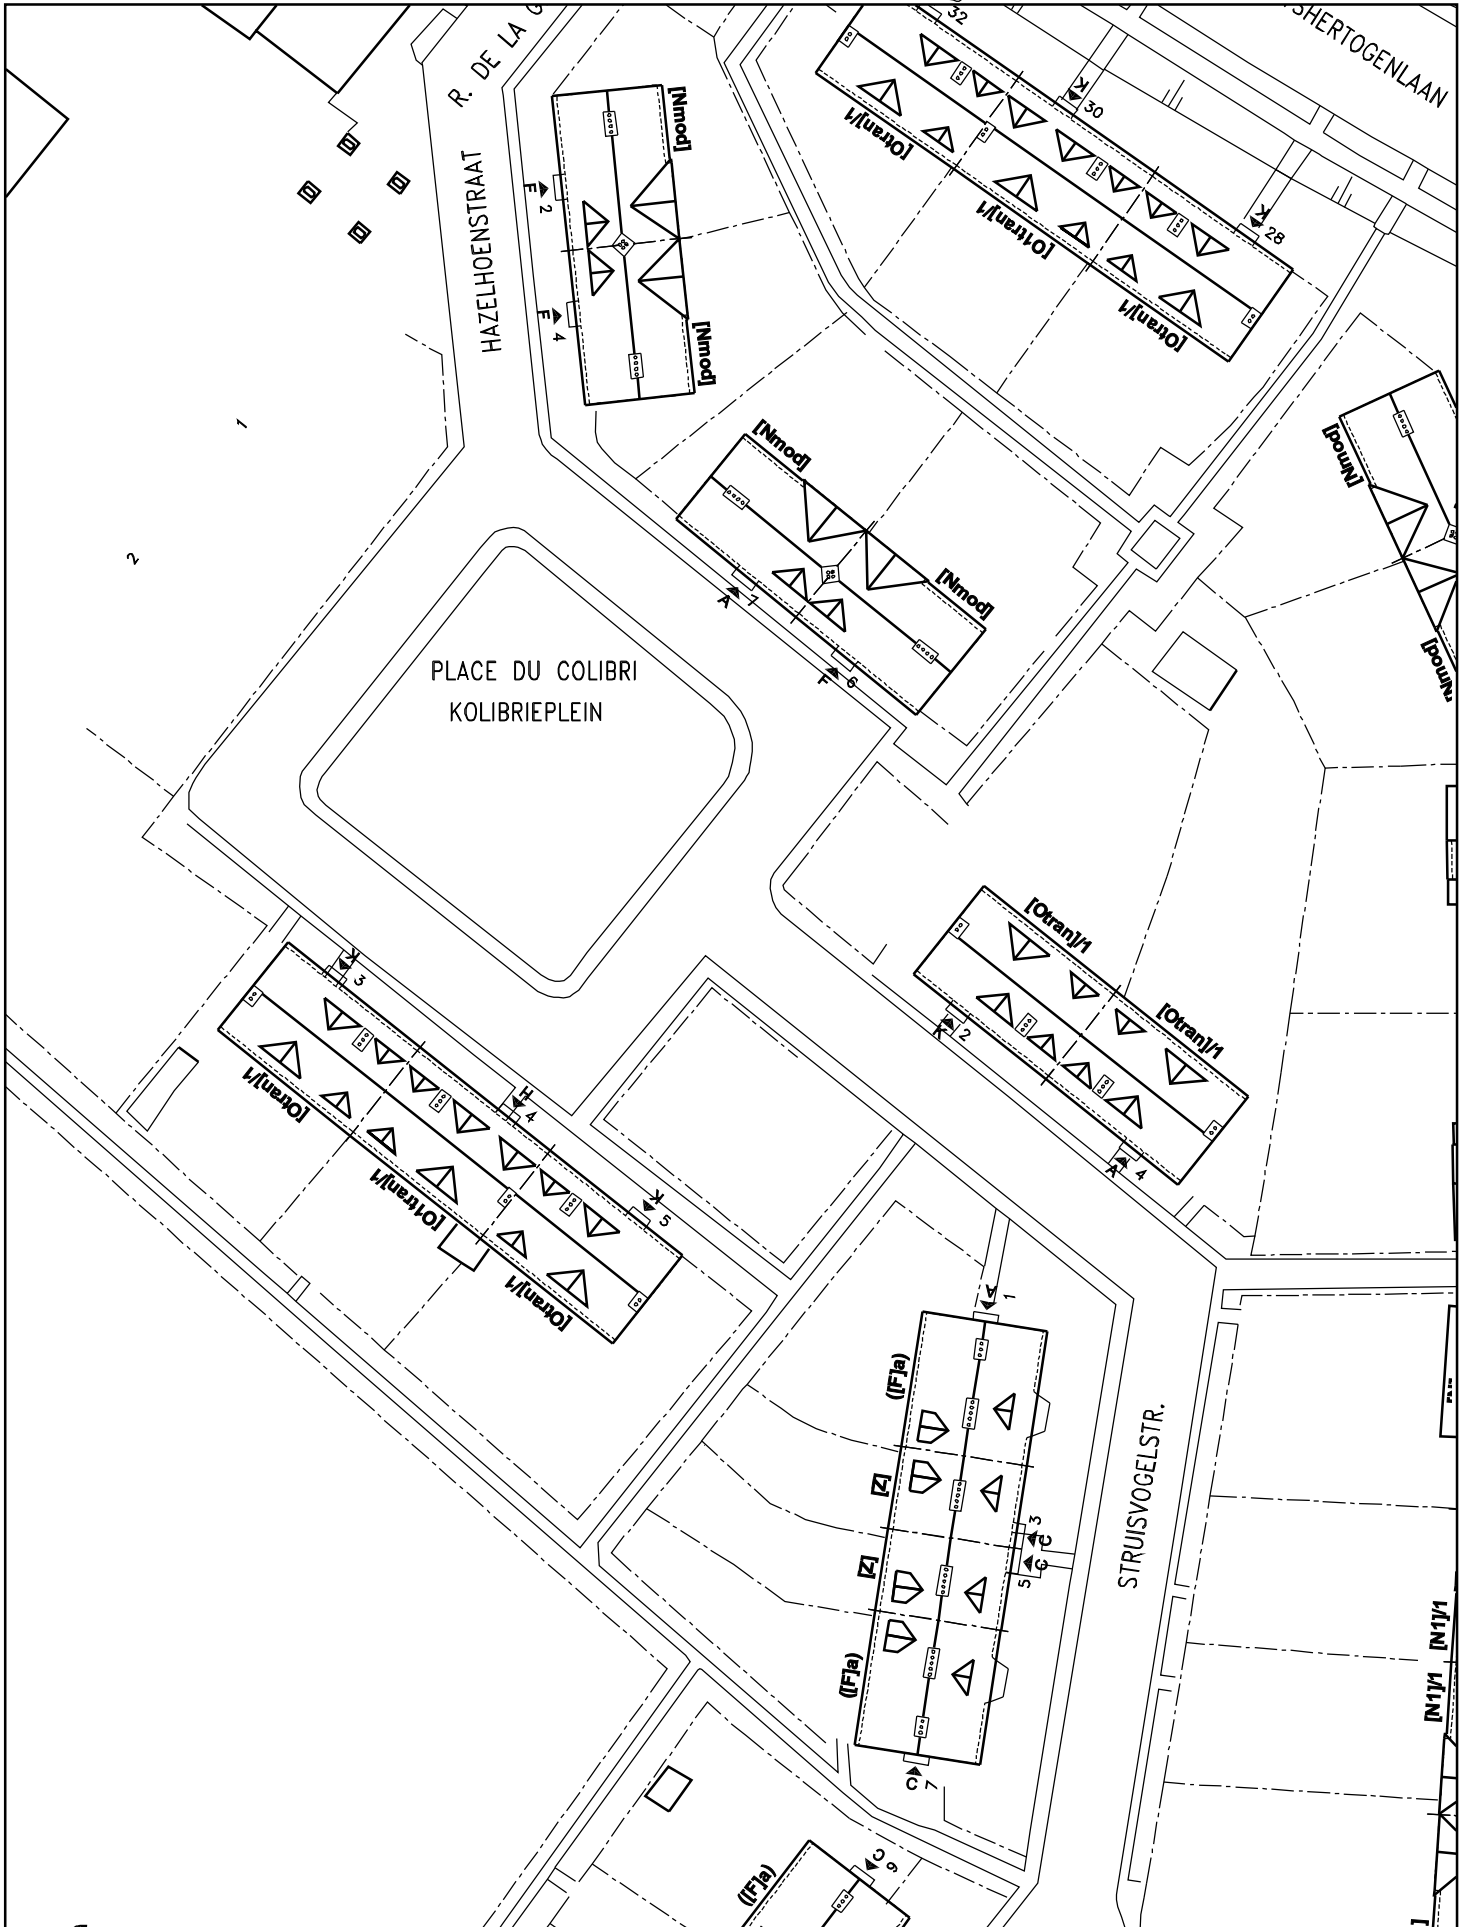 32
'SHERTOGENLAAN
R. DE LA G
[Nmod]
K
30
[Otran]/1
HAZELHOENSTRAAT
F
2
[O1tran]/1
K
28
F
4
[Nmod]
[Otran]/1
1
2
[Nmod]
[Nmod]
[Nmod]
A
7
F
6
[Nmod]
PLACE DU COLIBRI
KOLIBRIEPLEIN
[Otran]/1
[Otran]/1
K
2
A
4
K
3
[Otran]/1
H
4
[O1tran]/1
K
5
[Otran]/1
A
1
([F]a)
[Z]
3
C
[Z]
5
C
STRUISVOGELSTR.
([F]a)
C
7
[N1]/1
[N1]/1
C
6
([F]a)